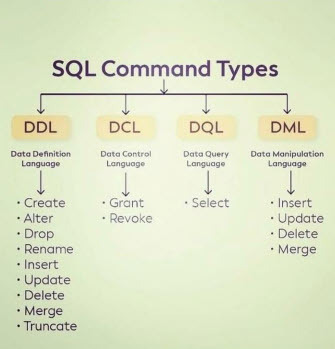 SQL Command Types
DDL
Data Definition
Language
• Create
• Alter
• Drop
• Rename
• Insert
• Update
• Delete
• Merge
• Truncate
DCL
Data Control
Language
• Grant
• Revoke
DQL
Data Query
Language
• Select
DML
Data Manipulation
Language
• Insert
• Update
• Delete
• Merge